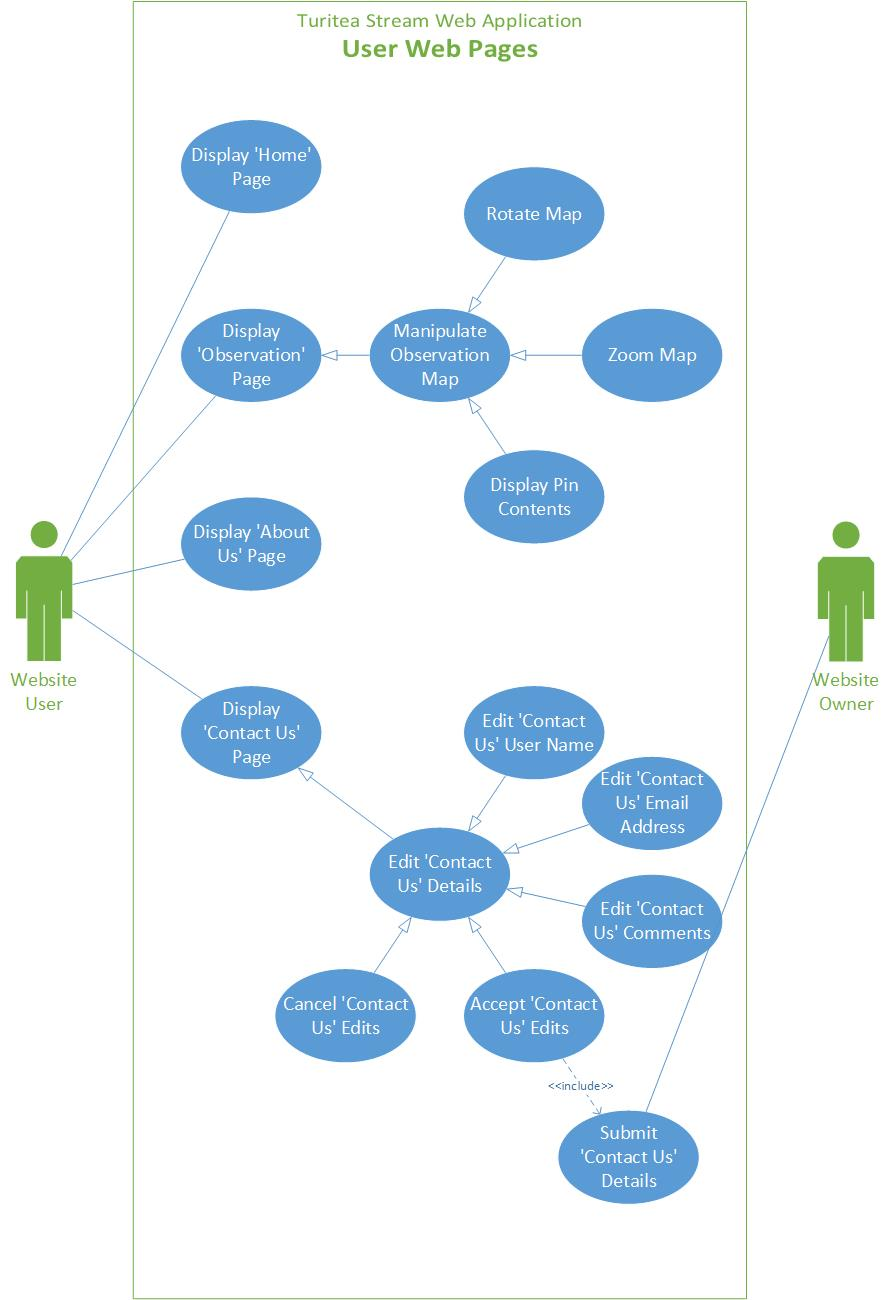 Turitea Stream Web Application
User Web Pages
Display 'Home'
Page
Rotate Map
Display
'Observation'
Page
Manipulate
Observation
Map
Zoom Map
Display Pin
Contents
Display 'About
Us' Page
Website
User
Website
Owner
Display
'Contact Us'
Page
Edit 'Contact
Us' User Name
Edit 'Contact
Us' Email
Address
Edit 'Contact
Us' Details
Edit 'Contact
Us' Comments
Cancel 'Contact
Us' Edits
Accept 'Contact
Us' Edits
<<include>>
Submit
'Contact Us'
Details